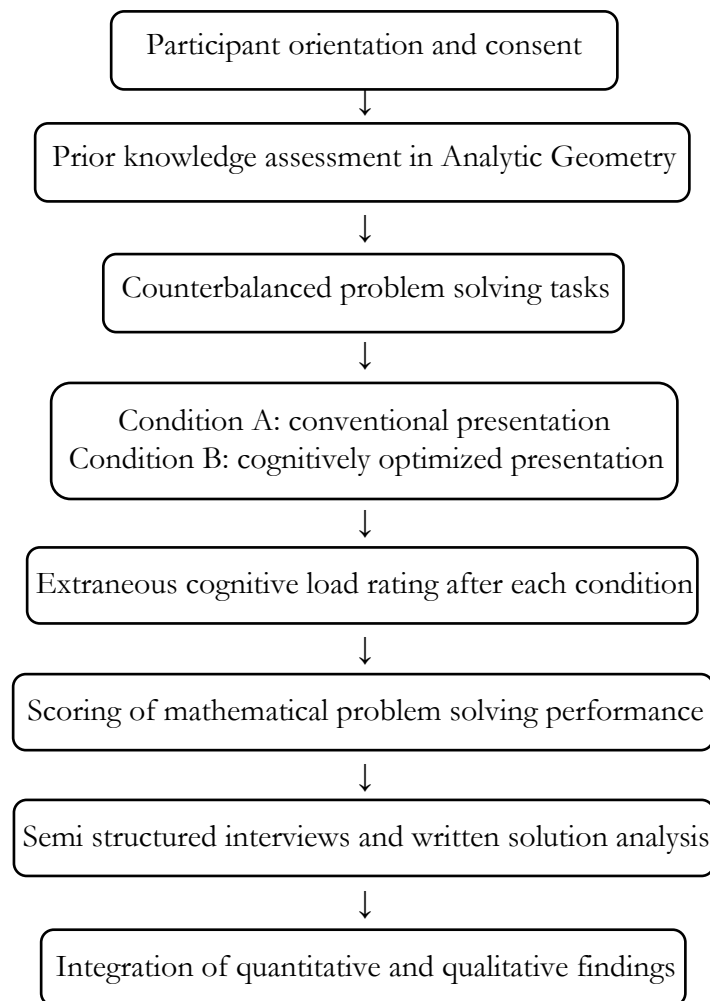 Participant orientation and consent
↓
Prior knowledge assessment in Analytic Geometry
↓
Counterbalanced problem solving tasks
↓
Condition A: conventional presentation
Condition B: cognitively optimized presentation
↓
Extraneous cognitive load rating after each condition
↓
Scoring of mathematical problem solving performance
↓
Semi structured interviews and written solution analysis
↓
Integration of quantitative and qualitative findings